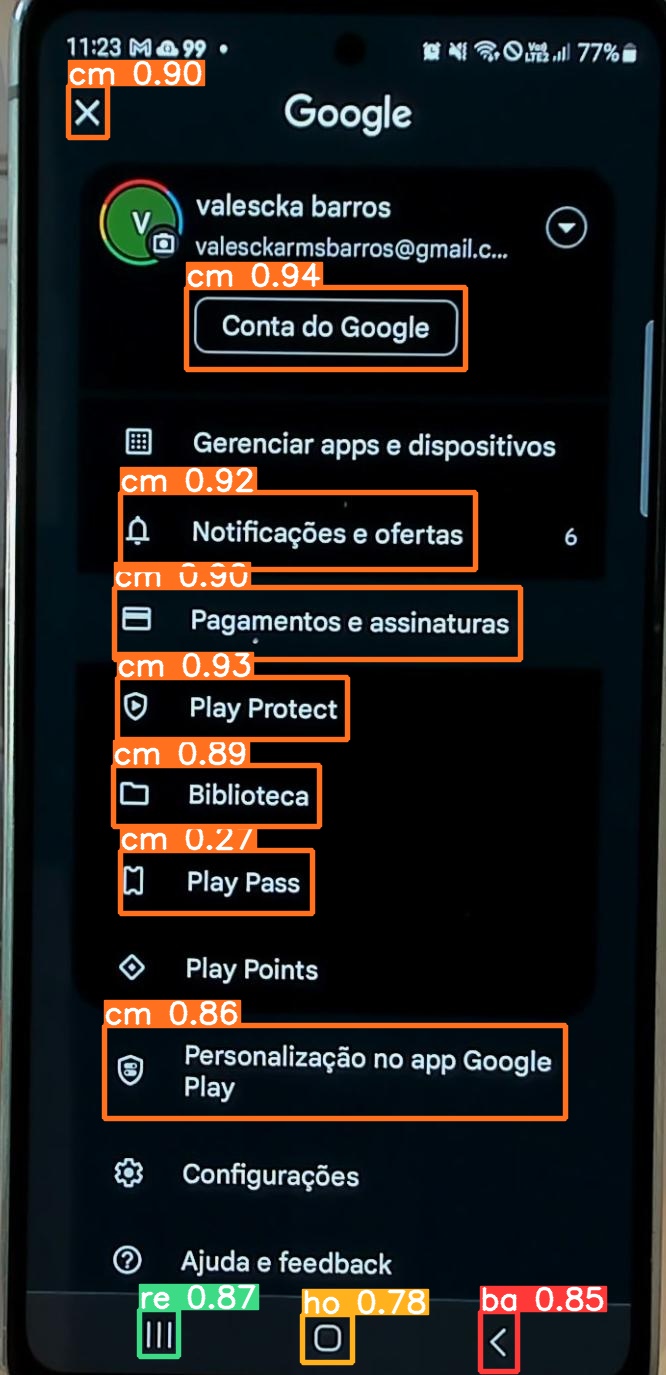 11:23 99 77%
cm 0.90
Google
V
valescka barros
valesckarmsbarros@gmail.c...
cm 0.94
Conta do Google
Gerenciar apps e dispositivos
cm 0.92
Notificações e ofertas 6
cm 0.90
Pagamentos e assinaturas
cm 0.93
Play Protect
cm 0.89
Biblioteca
cm 0.27
Play Pass
Play Points
cm 0.86
Personalização no app Google
Play
Configurações
Ajuda e feedback
re 0.87 ho 0.78 ba 0.85